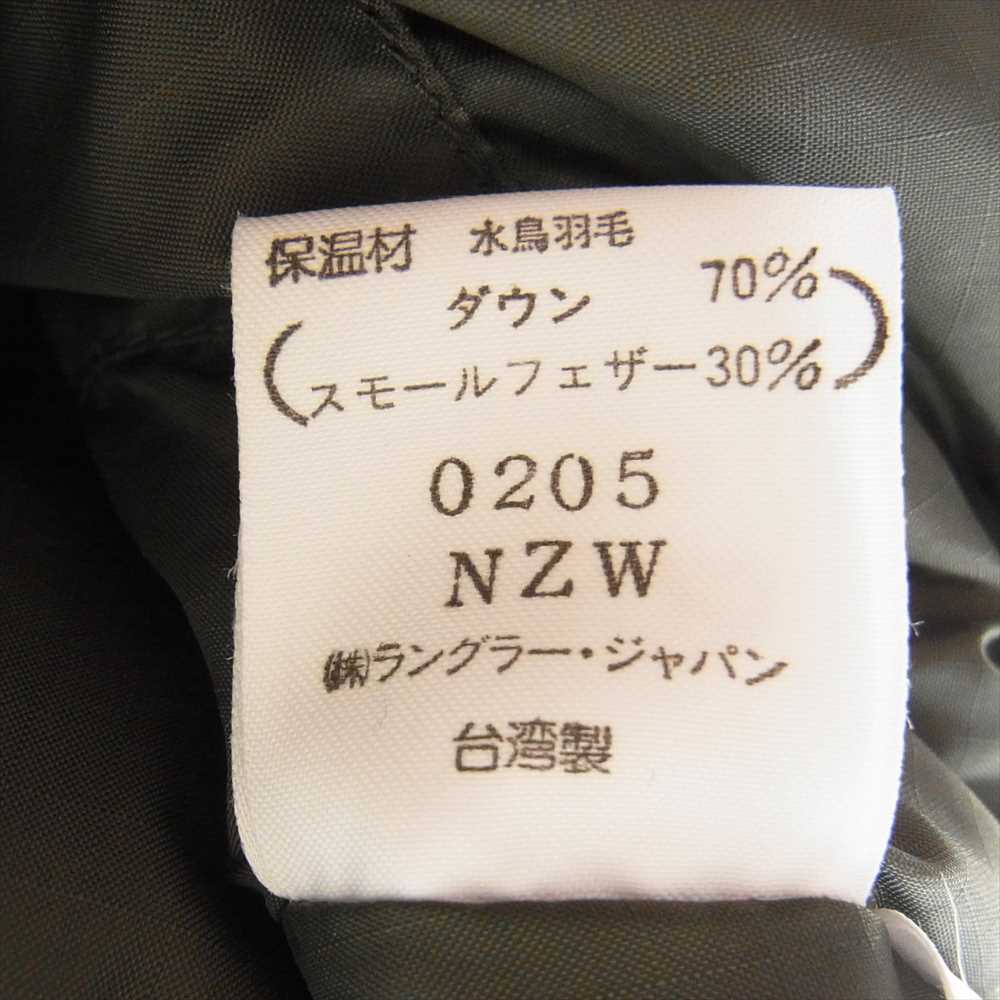 保温材 水鳥羽毛
(ダウン 70%
スモールフェザー30%)
0205
NZW
㈱ラングラー・ジャパン
台湾製